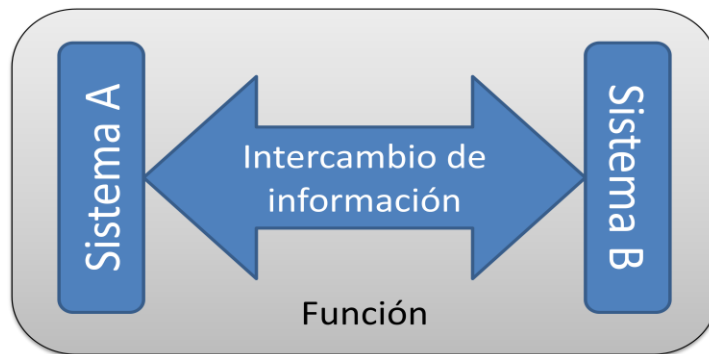 Sistema A
Intercambio de
información
Sistema B
Función